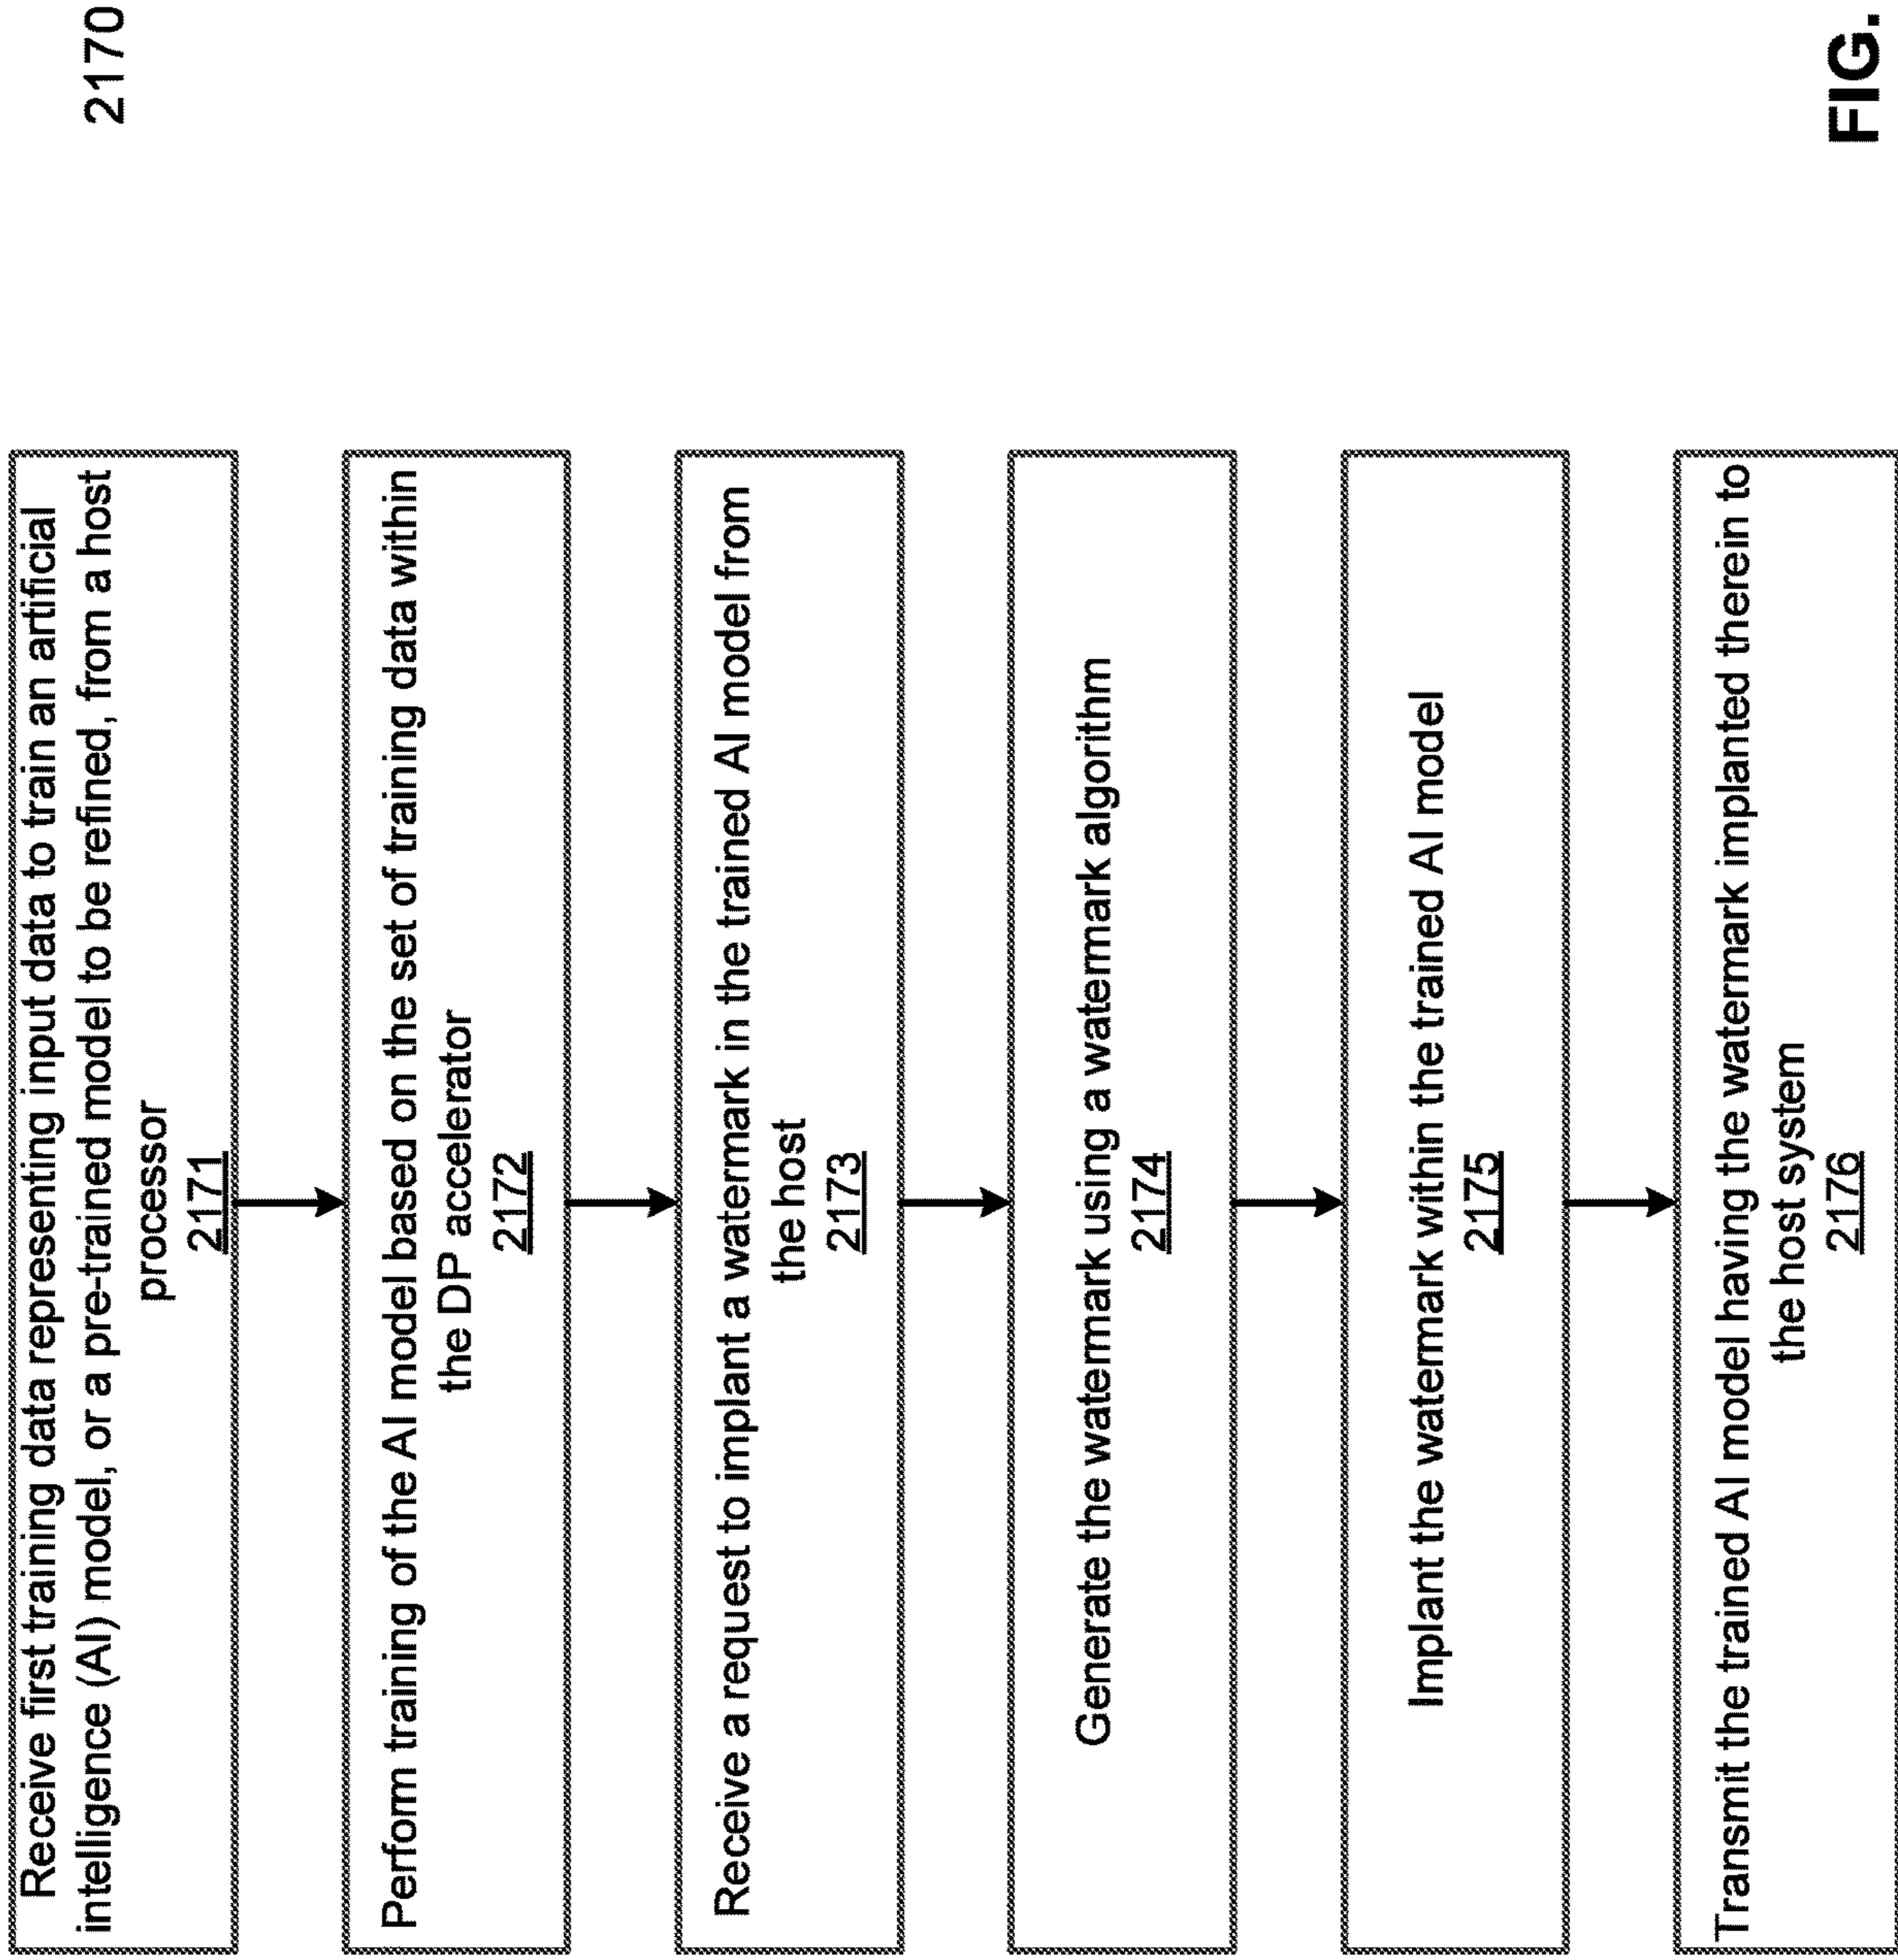 2170
Receive first training data representing input data to train an artificial
intelligence (AI) model, or a pre-trained model to be refined, from a host
processor
2171
Perform training of the AI model based on the set of training data within
the DP accelerator
2172
Receive a request to implant a watermark in the trained AI model from
the host
2173
Generate the watermark using a watermark algorithm
2174
Implant the watermark within the trained AI model
2175
Transmit the trained AI model having the watermark implanted therein to
the host system
2176
FIG.